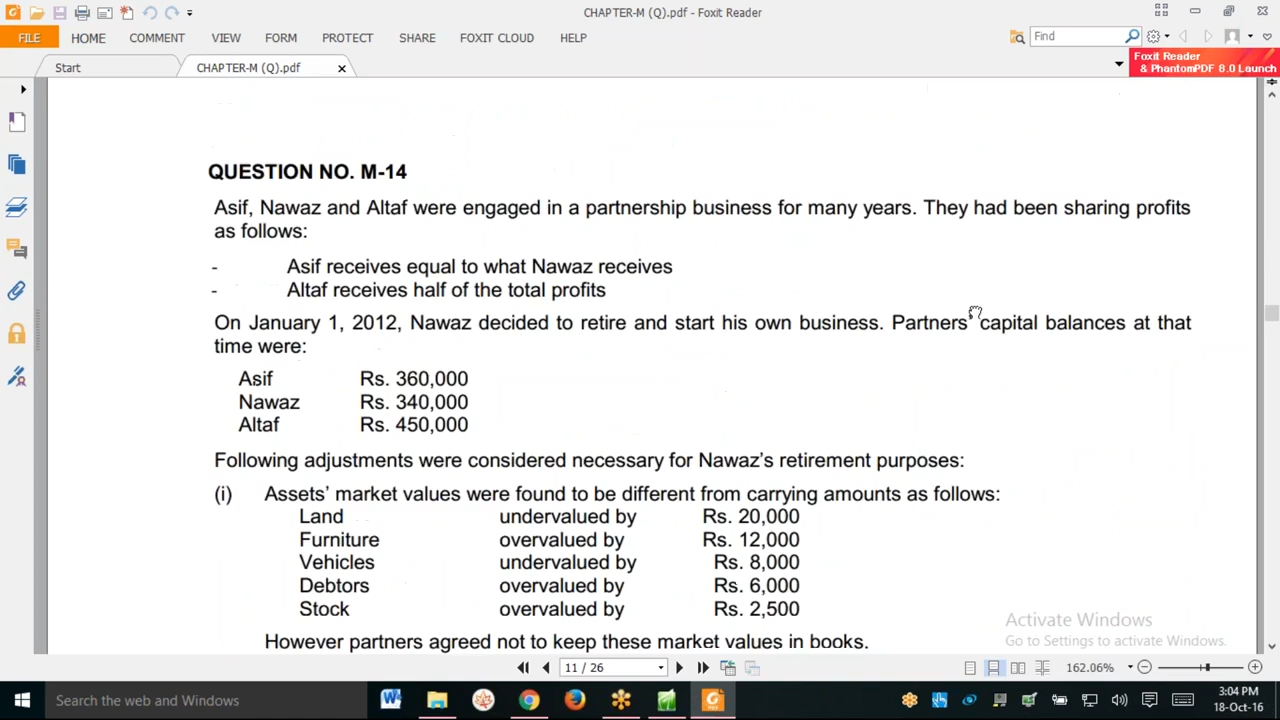 CHAPTER-M (Q).pdf - Foxit Reader
FILE HOME COMMENT VIEW FORM PROTECT SHARE FOXIT CLOUD HELP
Find
Start
CHAPTER-M (Q).pdf
Foxit Reader
& PhantomPDF 8.0 Launch
QUESTION NO. M-14
Asif, Nawaz and Altaf were engaged in a partnership business for many years. They had been sharing profits
as follows:
- Asif receives equal to what Nawaz receives
- Altaf receives half of the total profits
On January 1, 2012, Nawaz decided to retire and start his own business. Partners' capital balances at that
time were:
Asif Rs. 360,000
Nawaz Rs. 340,000
Altaf Rs. 450,000
Following adjustments were considered necessary for Nawaz's retirement purposes:
(i) Assets' market values were found to be different from carrying amounts as follows:
Land undervalued by Rs. 20,000
Furniture overvalued by Rs. 12,000
Vehicles undervalued by Rs. 8,000
Debtors overvalued by Rs. 6,000
Stock overvalued by Rs. 2,500
However partners agreed not to keep these market values in books.
Activate Windows
Go to Settings to activate Windows.
11 / 26
162.06%
Search the web and Windows
3:04 PM
18-Oct-16